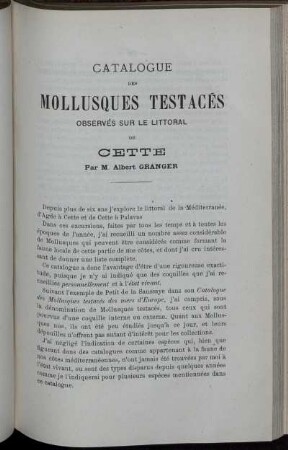 CATALOGUE
DES
MOLLUSQUES TESTACÉS
OBSERVÉS SUR LE LITTORAL
DE
CETTE
Par M. Albert GRANGER
Depuis plus de six ans j'explore le littoral de la Méditerranée,
d'Agde à Cette et de Cette à Palavas
Dans ces excursions, faites par tous les temps et à toutes les
époques de l'année, j'ai recueilli un nombre assez considérable
de Mollusques qui peuvent être considérés comme formant la
faune locale de cette partie de nos côtes, et dont j'ai cru intéres-
sant de donner une liste complète.
Ce catalogue a donc l'avantage d'être d'une rigoureuse exacti-
tude, puisque je n'y ai indiqué que des coquilles que j'ai re-
cueillies personnellement et à l'état vivant.
Suivant l'exemple de Petit de la Saussaye dans son Catalogue
des Mollusques testacés des mers d'Europe, j'ai compris, sous
la dénomination de Mollusques testacés, tous ceux qui sont
pourvus d'une coquille interne ou externe. Quant aux Mollus-
ques nus, ils ont été peu étudiés jusqu'à ce jour, et leurs
dépouilles n'offrent pas autant d'intérêt pour les collections.
J'ai négligé l'indication de certaines espèces qui, bien que
figurant dans des catalogues comme appartenant à la faune de
nos côtes méditerranéennes, n'ont jamais été trouvées par moi à
l'état vivant, ou sont des types disparus depuis quelques années
comme je l'indiquerai pour plusieurs espèces mentionnées dans
ce catalogue.